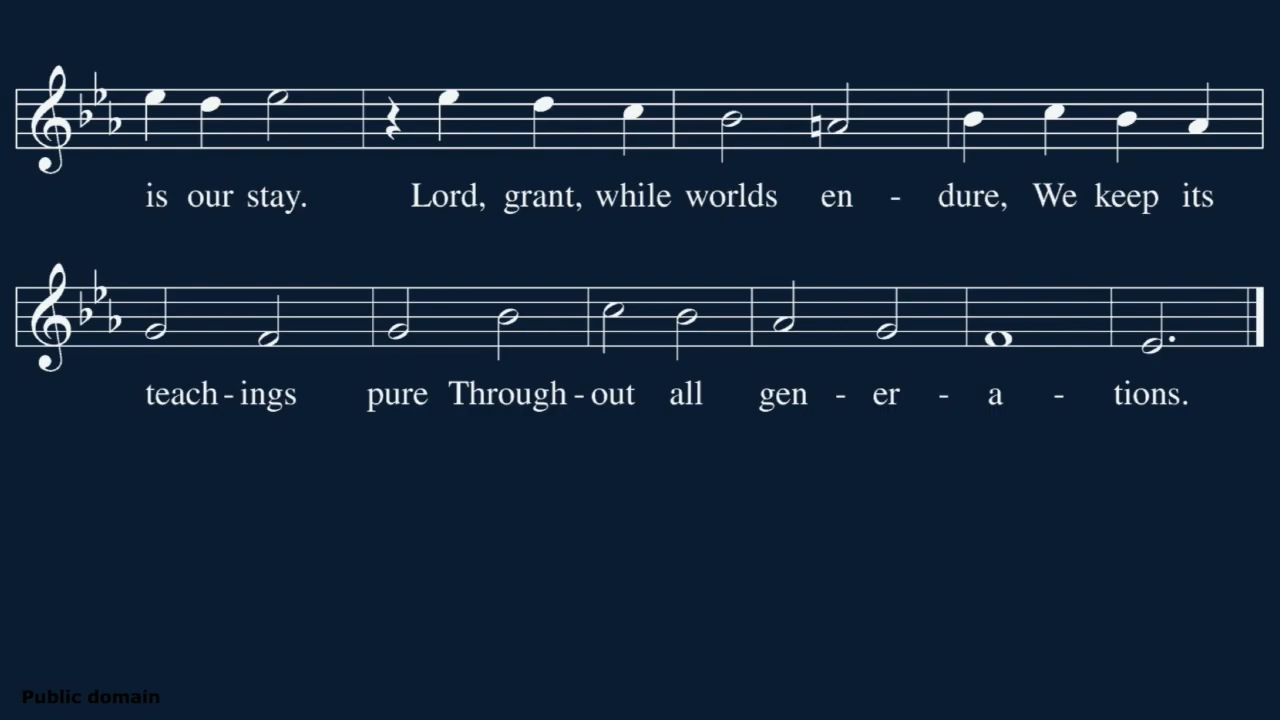 is our stay. Lord, grant, while worlds en - dure, We keep its
teach - ings pure Through - out all gen - er - a - tions.
Public domain